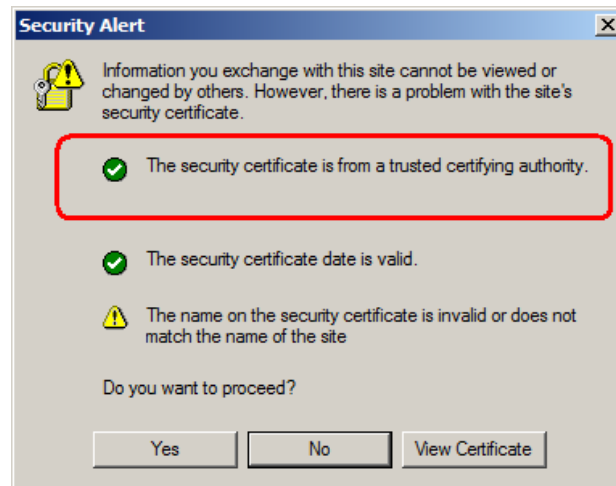 Security Alert
Information you exchange with this site cannot be viewed or
changed by others. However, there is a problem with the site's
security certificate.
The security certificate is from a trusted certifying authority.
The security certificate date is valid.
The name on the security certificate is invalid or does not
match the name of the site
Do you want to proceed?
Yes No View Certificate